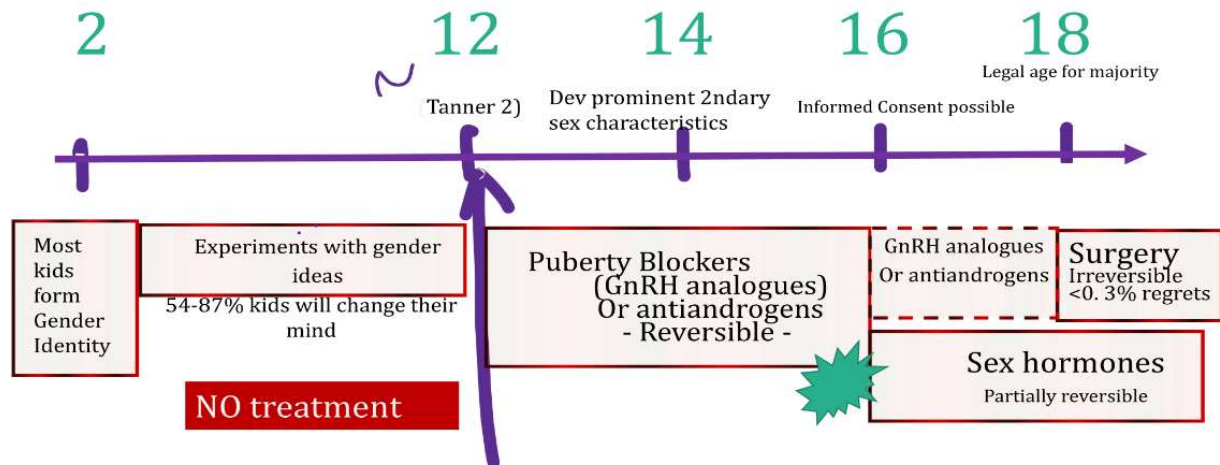 2
12
14
16
18
Legal age for majority
~
Tanner 2)
Dev prominent 2ndary
sex characteristics
Informed Consent possible
Most
kids
form
Gender
Identity
Experiments with gender
ideas
54-87% kids will change their
mind
NO treatment
Puberty Blockers
(GnRH analogues)
Or antiandrogens
- Reversible -
GnRH analogues
Or antiandrogens
Surgery
Irreversible
<0. 3% regrets
Sex hormones
Partially reversible